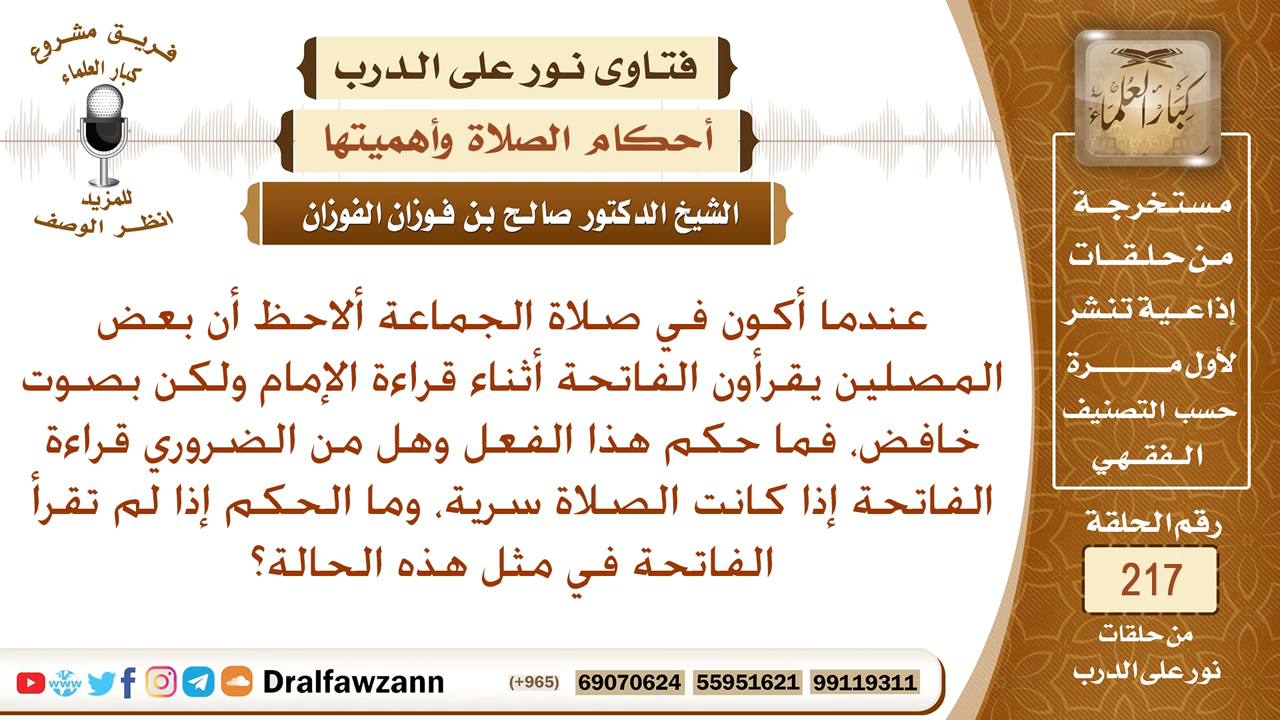 فريق مشروع
كبار العلماء
للمزيد
انظر الوصف
فتاوى نور على الدرب
أحكام الصلاة وأهميتها
الشيخ الدكتور صالح بن فوزان الفوزان
عندما أكون في صلاة الجماعة ألاحظ أن بعض
المصلين يقرأون الفاتحة أثناء قراءة الإمام ولكن بصوت
خافض، فما حكم هذا الفعل وهل من الضروري قراءة
الفاتحة إذا كانت الصلاة سرية، وما الحكم إذا لم تقرأ
الفاتحة في مثل هذه الحالة؟
كبار العلماء
مستخرجة
من حلقات
إذاعية تنشر
لأول مرة
حسب التصنيف
الفقهي
رقم الحلقة
217
من حلقات
نور على الدرب
www Dralfawzann (+965) 69070624 55951621 99119311